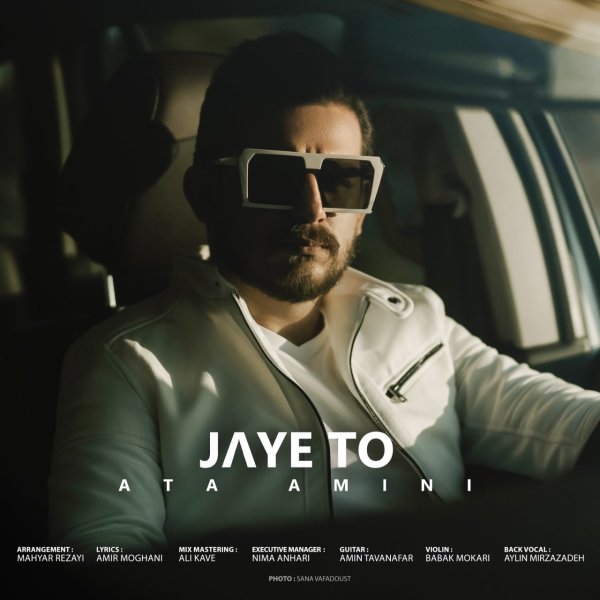 JAYE TO
ATA AMINI
ARRANGEMENT :
MAHYAR REZAYI
LYRICS :
AMIR MOGHANI
MIX MASTERING :
ALI KAVE
EXECUTIVE MANAGER :
NIMA ANHARI
GUITAR :
AMIN TAVANAFAR
VIOLIN :
BABAK MOKARI
BACK VOCAL :
AYLIN MIRZAZADEH
PHOTO : SANA VAFADOUST